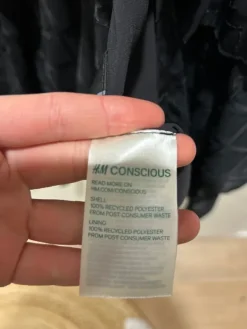 H&M CONSCIOUS
READ MORE ON
HM.COM/CONSCIOUS
SHELL:
100% RECYCLED POLYESTER
FROM POST-CONSUMER WASTE
LINING:
100% RECYCLED POLYESTER
FROM POST-CONSUMER WASTE